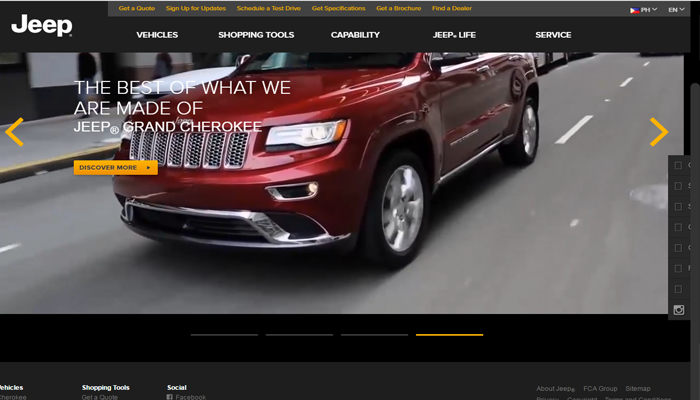 Jeep®
Get a Quote Sign Up for Updates Schedule a Test Drive Get Specifications Get a Brochure Find a Dealer
PH EN
VEHICLES SHOPPING TOOLS CAPABILITY JEEP® LIFE SERVICE
THE BEST OF WHAT WE
ARE MADE OF
JEEP® GRAND CHEROKEE
DISCOVER MORE
Vehicles Shopping Tools Social
Cherokee Get a Quote Facebook
About Jeep® FCA Group Sitemap
Privacy Copyright Terms and Conditions